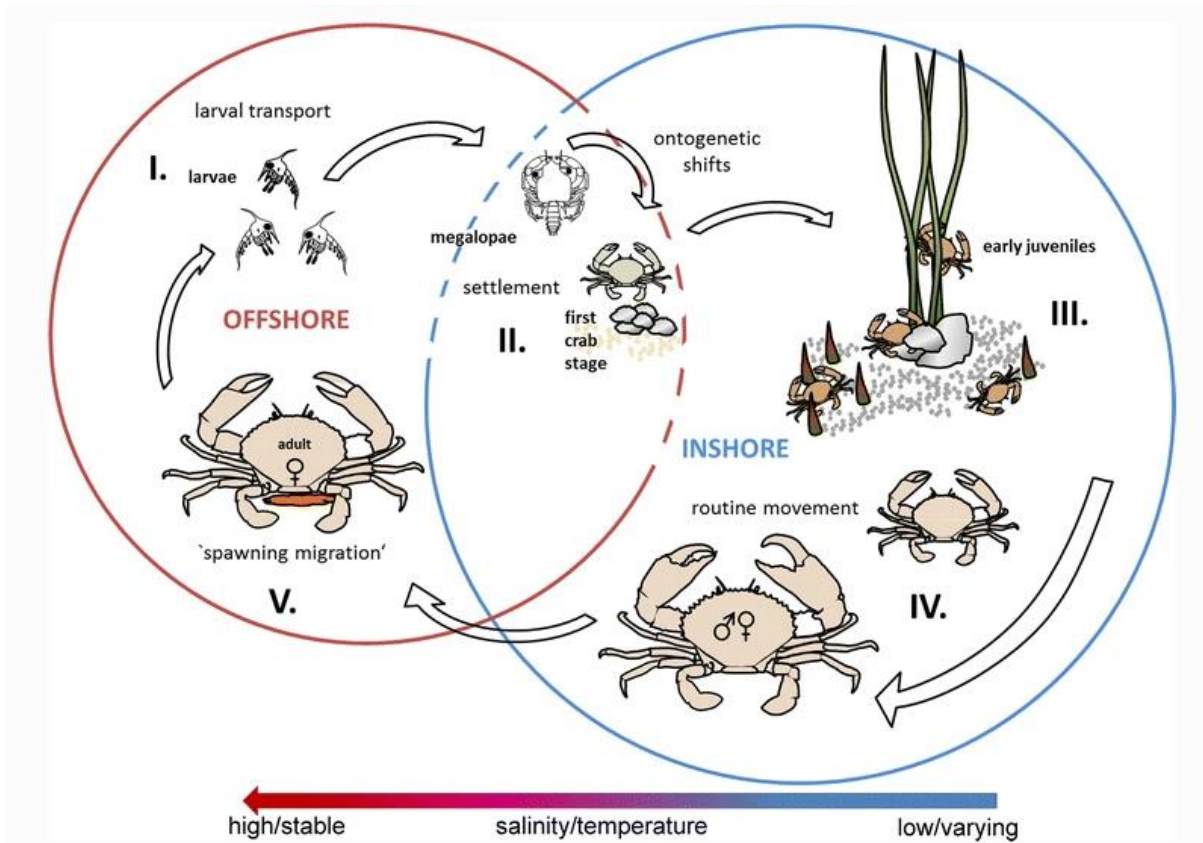 larval transport
I.
larvae
ontogenetic
shifts
megalopae
early juveniles
settlement
OFFSHORE
III.
first
crab
stage
II.
INSHORE
adult
♀
routine movement
`spawning migration‘
V.
IV.
♂♀
high/stable
salinity/temperature
low/varying